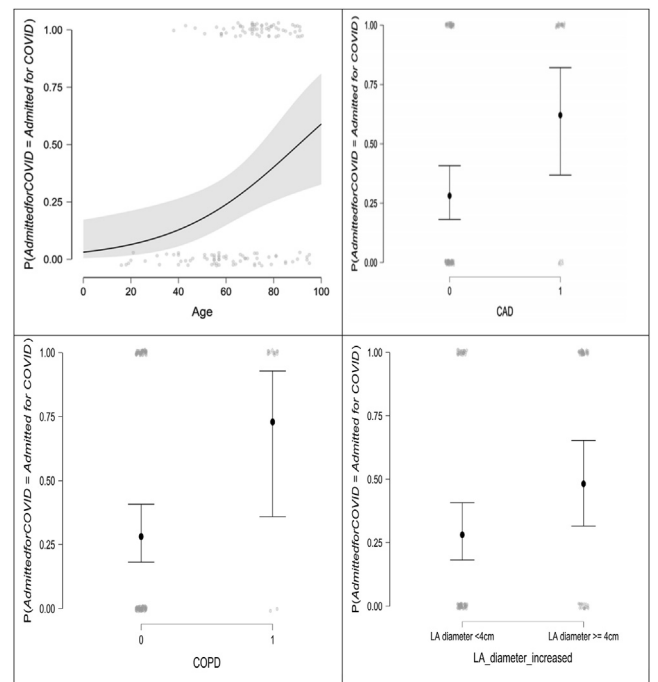 P(AdmittedforCOVID = Admitted for COVID)
1.00
0.75
0.50
0.25
0.00
0 20 40 60 80 100
Age
P(AdmittedforCOVID = Admitted for COVID)
1.00
0.75
0.50
0.25
0.00
0 1
CAD
P(AdmittedforCOVID = Admitted for COVID)
1.00
0.75
0.50
0.25
0.00
0 1
COPD
P(AdmittedforCOVID = Admitted for COVID)
1.00
0.75
0.50
0.25
0.00
LA diameter <4cm LA diameter >= 4cm
LA_diameter_increased